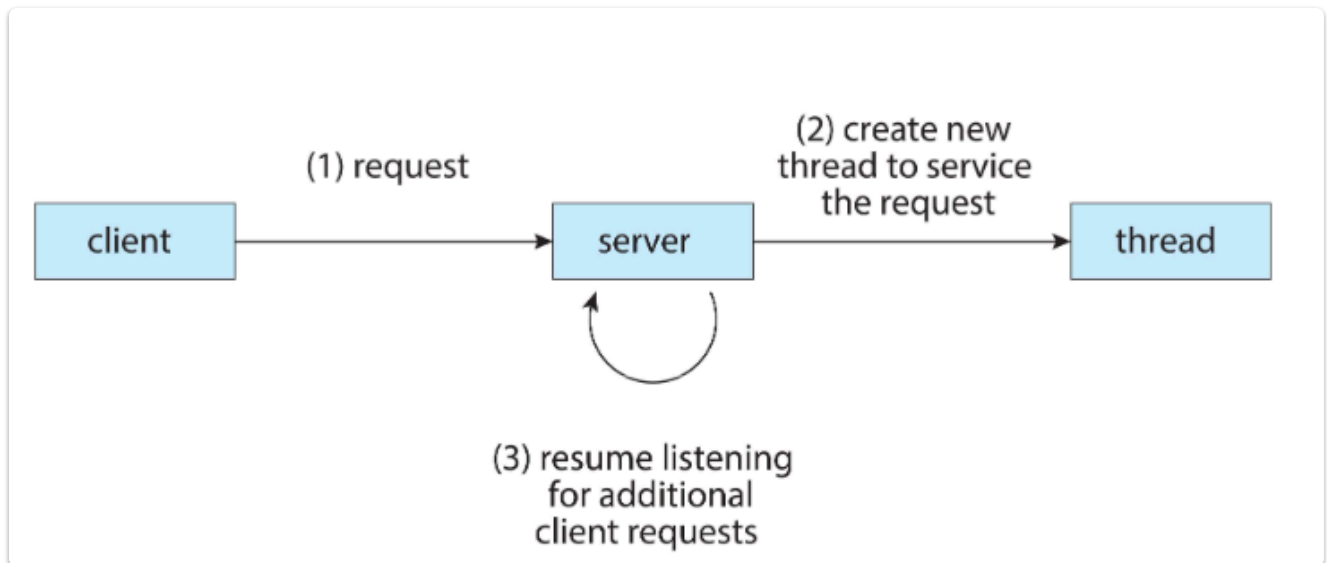 (1) request
(2) create new
thread to service
the request
client
server
thread
(3) resume listening
for additional
client requests